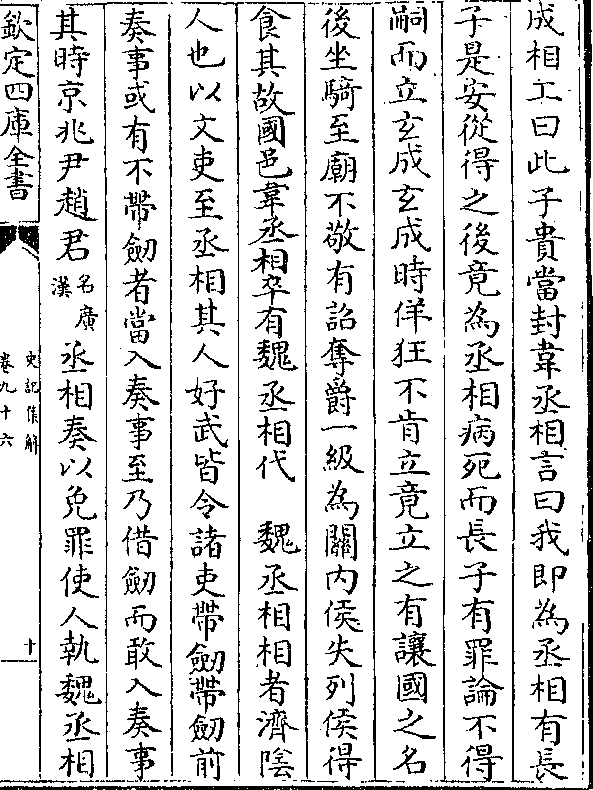 成相工曰此子貴當封韋丞相言曰我即為丞相有長
子是安從得之後竟為丞相病死而長子有罪論不得
嗣而立玄成玄成時佯狂不肯立竟立之有讓國之名
後坐騎至廟不敬有詔奪爵一級為關内侯失列侯得
食其故國邑韋丞相卒有魏丞相代　魏丞相相者濟陰
人也以文吏至丞相其人好武皆令諸吏帶劒帶劒前
奏事或有不帶劒者當入奏事至乃借劒而敢入奏事
其時京兆尹趙君名廣漢丞相奏以免罪使人執魏丞相
欽定四庫全書
史記集解
卷九十六
十